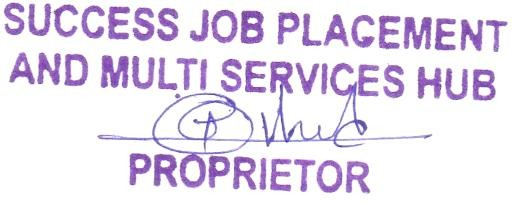 SUCCESS JOB PLACEMENT
AND MULTI SERVICES HUB
PROPRIETOR